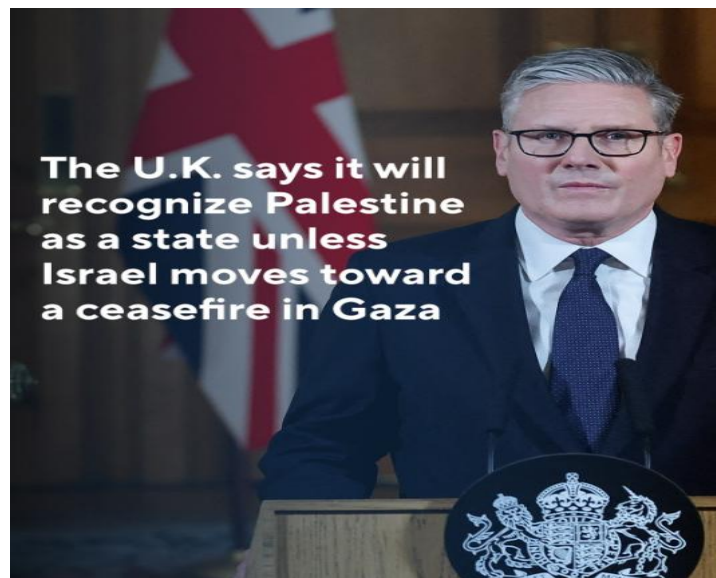 The U.K. says it will
recognize Palestine
as a state unless
Israel moves toward
a ceasefire in Gaza